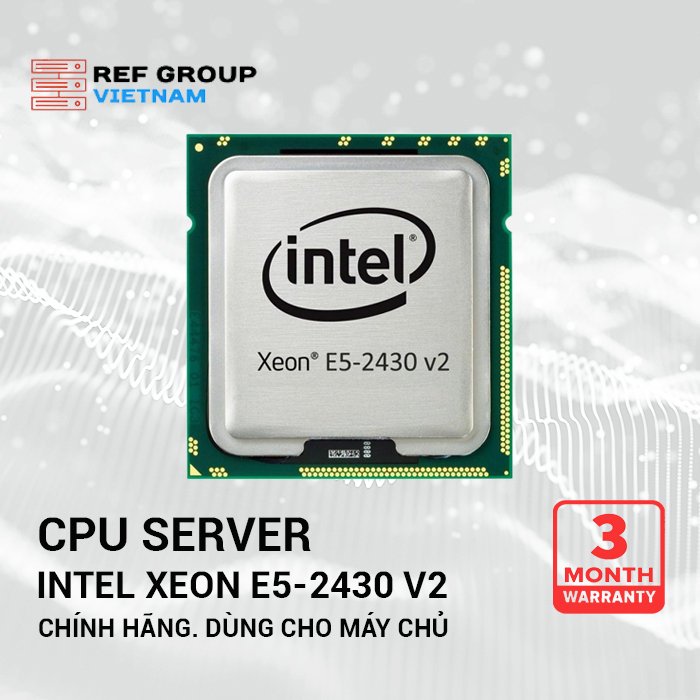 REF GROUP
VIETNAM
intel®
Xeon® E5-2430 v2
0800
CPU SERVER
INTEL XEON E5-2430 V2
CHÍNH HÃNG. DÙNG CHO MÁY CHỦ
3
MONTH
WARRANTY